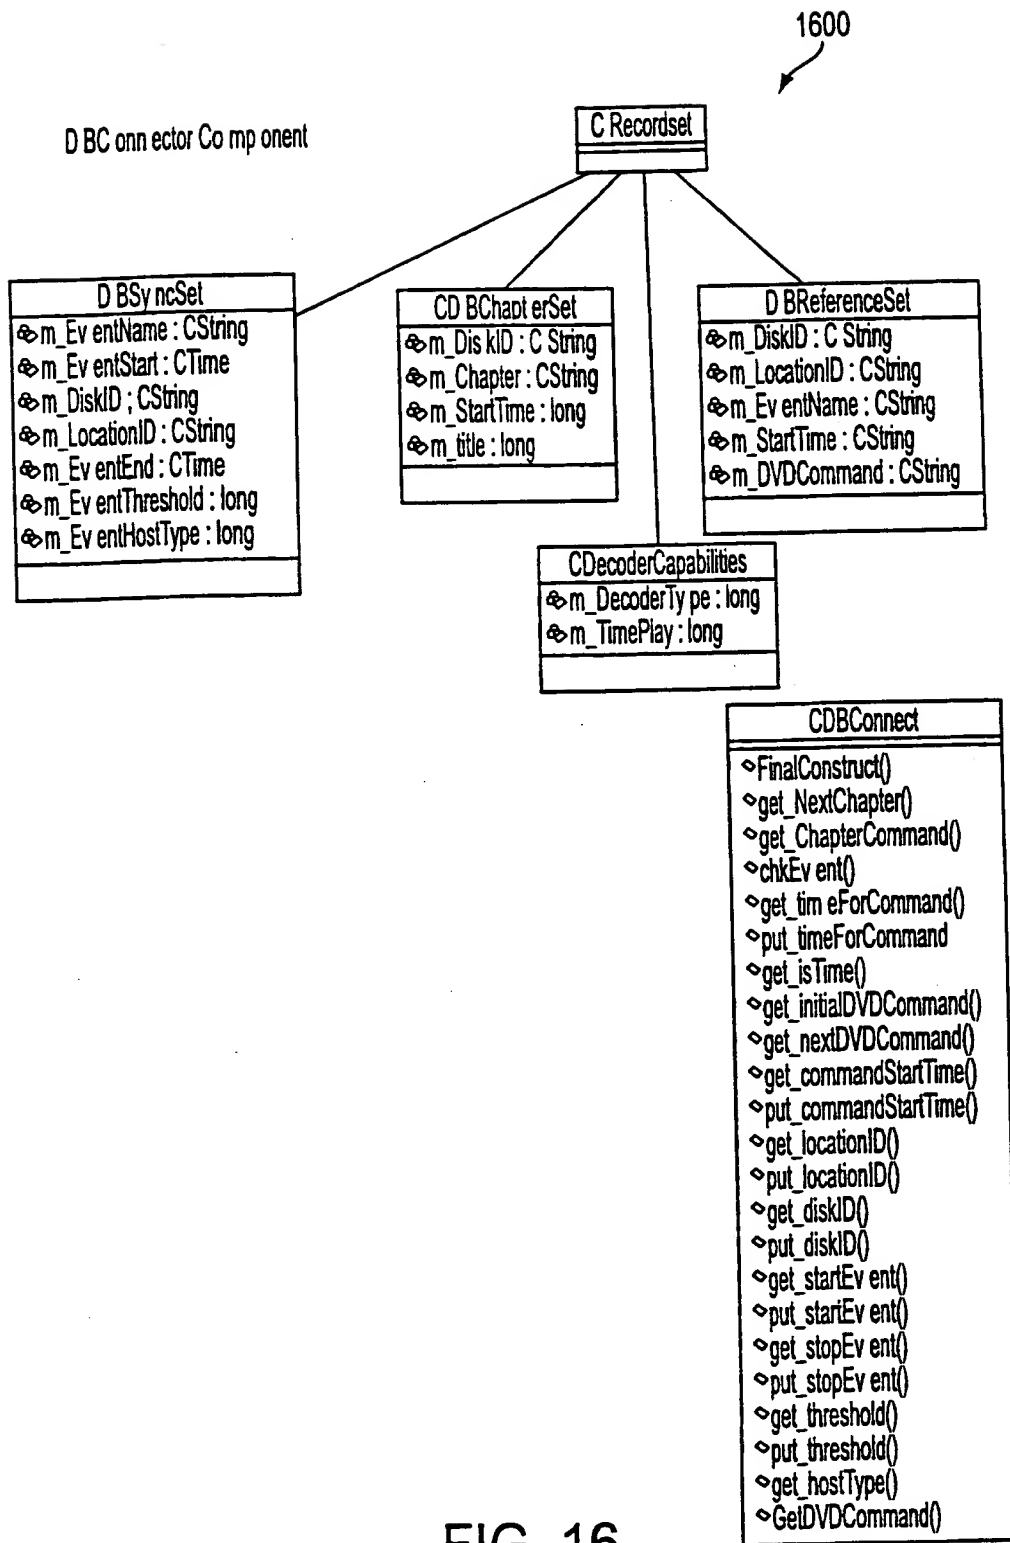 1600
D BC onn ector Co mp onent
C Recordset
D BSy ncSet
m_Ev entName : CString
m_Ev entStart : CTime
m_DiskID ; CString
m_LocationID : CString
m_Ev entEnd : CTime
m_Ev entThreshold : long
m_Ev entHostType : long
CD BChapt erSet
m_Dis kID : C String
m_Chapter : CString
m_StartTime : long
m_title : long
D BReferenceSet
m_DiskID : C String
m_LocationID : CString
m_Ev entName : CString
m_StartTime : CString
m_DVDCommand : CString
CDecoderCapabilities
m_DecoderTy pe : long
m_TimePlay : long
CDBConnect
FinalConstruct()
get_NextChapter()
get_ChapterCommand()
chkEv ent()
get_tim eForCommand()
put_timeForCommand
get_isTime()
get_initialDVDCommand()
get_nextDVDCommand()
get_commandStartTime()
put_commandStartTime()
get_locationID()
put_locationID()
get_diskID()
put_diskID()
get_startEv ent()
put_startEv ent()
get_stopEv ent()
put_stopEv ent()
get_threshold()
put_threshold()
get_hostType()
GetDVDCommand()
FIG. 16